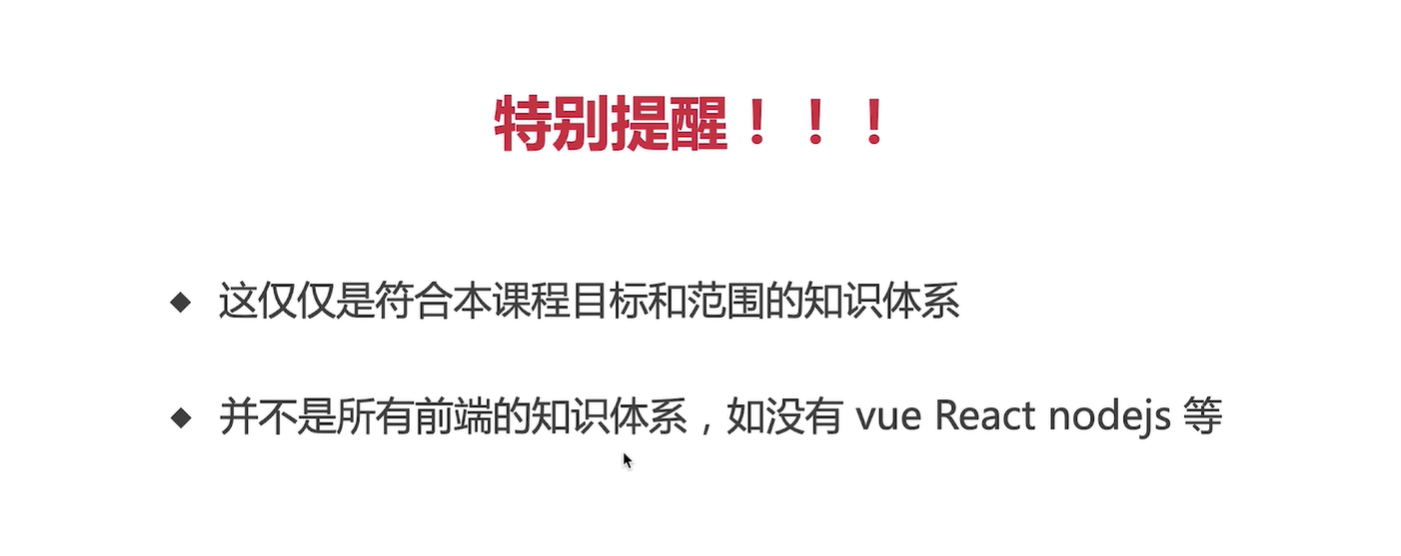 特别提醒！！！
◆ 这仅仅是符合本课程目标和范围的知识体系
◆ 并不是所有前端的知识体系，如没有 vue React nodejs 等